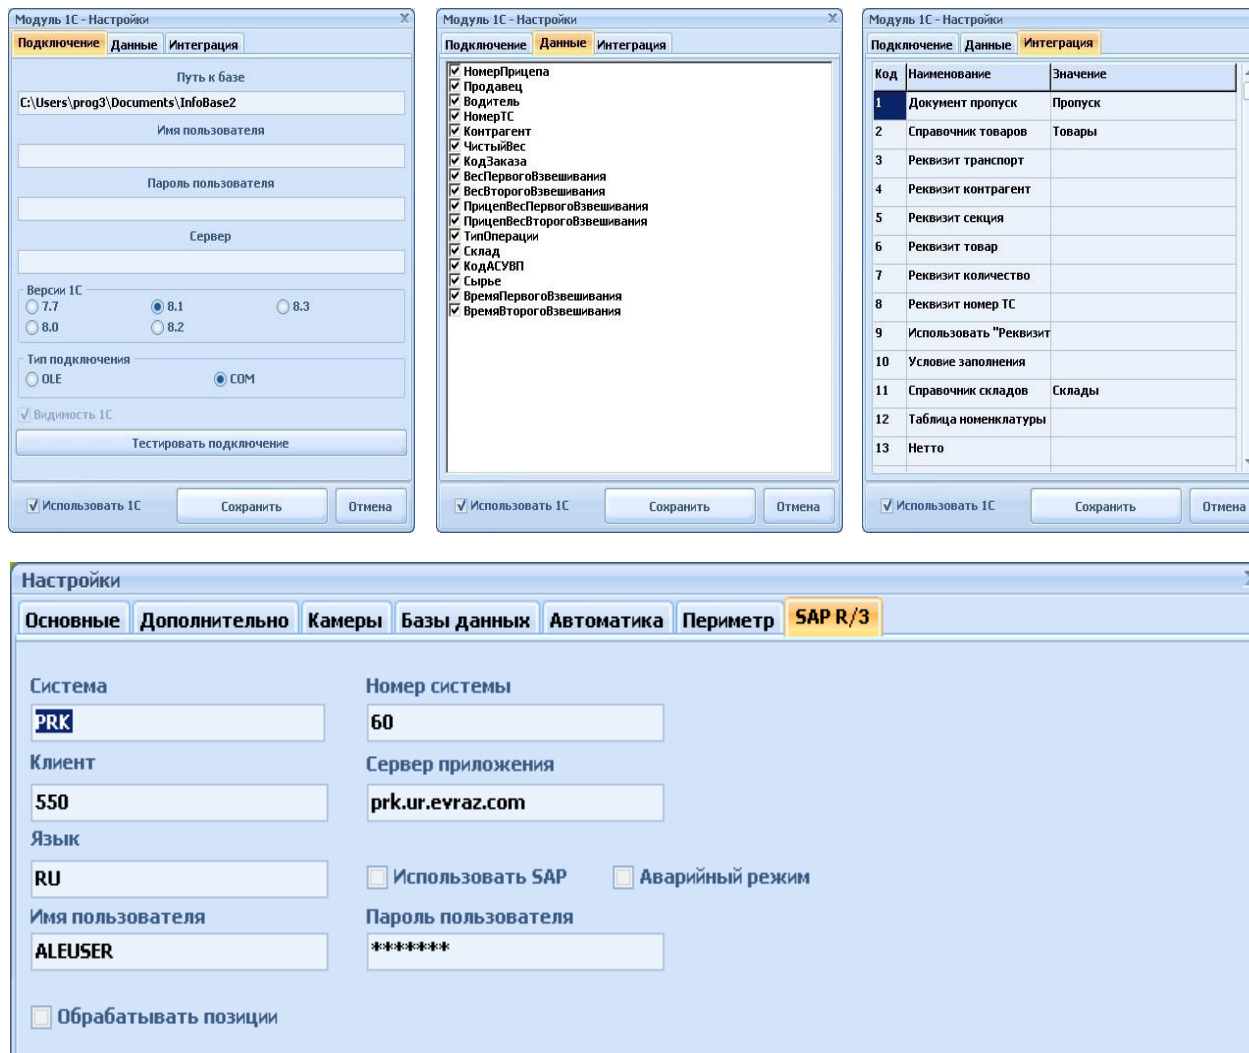 Модуль 1С - Настройки
Подключение Данные Интеграция
Путь к базе
C:\Users\prog3\Documents\InfoBase2
Имя пользователя
Пароль пользователя
Сервер
Версии 1С
7.7 8.1 8.3
8.0 8.2
Тип подключения
OLE COM
Видимость 1С
Тестировать подключение
Использовать 1С Сохранить Отмена
Модуль 1С - Настройки
Подключение Данные Интеграция
НомерПрицепа
Продавец
Водитель
НомерТС
Контрагент
ЧистыйВес
КодЗаказа
ВесПервогоВзвешивания
ВесВторогоВзвешивания
ПрицепВесПервогоВзвешивания
ПрицепВесВторогоВзвешивания
ТипОперации
Склад
КодАСУВП
Сырье
ВремяПервогоВзвешивания
ВремяВторогоВзвешивания
Использовать 1С Сохранить Отмена
Модуль 1С - Настройки
Подключение Данные Интеграция
Код Наименование Значение
1 Документ пропуск Пропуск
2 Справочник товаров Товары
3 Реквизит транспорт
4 Реквизит контрагент
5 Реквизит секция
6 Реквизит товар
7 Реквизит количество
8 Реквизит номер ТС
9 Использовать "Реквизит
10 Условие заполнения
11 Справочник складов Склады
12 Таблица номенклатуры
13 Нетто
Использовать 1С Сохранить Отмена
Настройки
Основные Дополнительно Камеры Базы данных Автоматика Периметр SAP R/3
Система Номер системы
PRK 60
Клиент Сервер приложения
550 prk.ur.evraz.com
Язык
RU Использовать SAP Аварийный режим
Имя пользователя Пароль пользователя
ALEUSER *******
Обрабатывать позиции